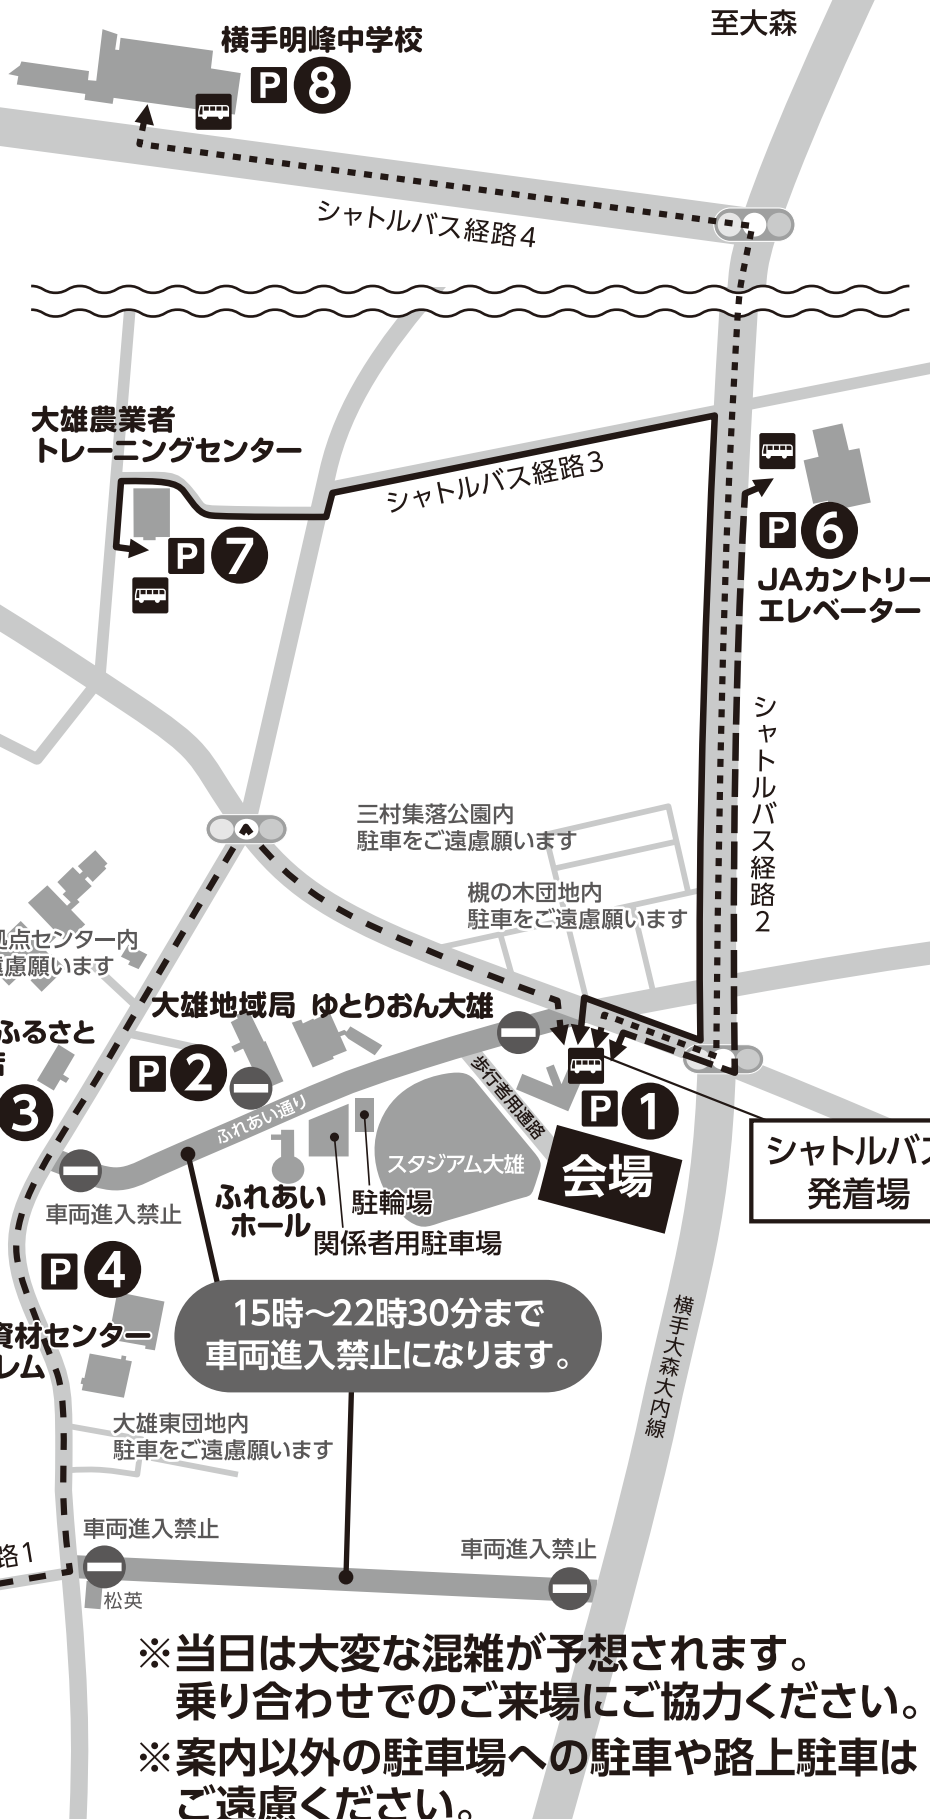 至大森
横手明峰中学校
P 8
シャトルバス経路4
大雄農業者
トレーニングセンター
シャトルバス経路3
P 7
P 6
JAカントリー
エレベーター
シャトルバス経路2
三村集落公園内
駐車をご遠慮願います
槻の木団地内
駐車をご遠慮願います
点センター内
慮願います
大雄地域局 ゆとりおん大雄
ふるさと
P 2
3
ふれあい通り
歩行者用通路
P 1
シャトルバス
発着場
スタジアム大雄
会場
車両進入禁止
ふれあい
ホール
駐輪場
関係者用駐車場
P 4
15時～22時30分まで
車両進入禁止になります。
資材センター
レム
横手大森大内線
大雄東団地内
駐車をご遠慮願います
車両進入禁止
車両進入禁止
路1
松英
※当日は大変な混雑が予想されます。
乗り合わせでのご来場にご協力ください。
※案内以外の駐車場への駐車や路上駐車は
ご遠慮ください。